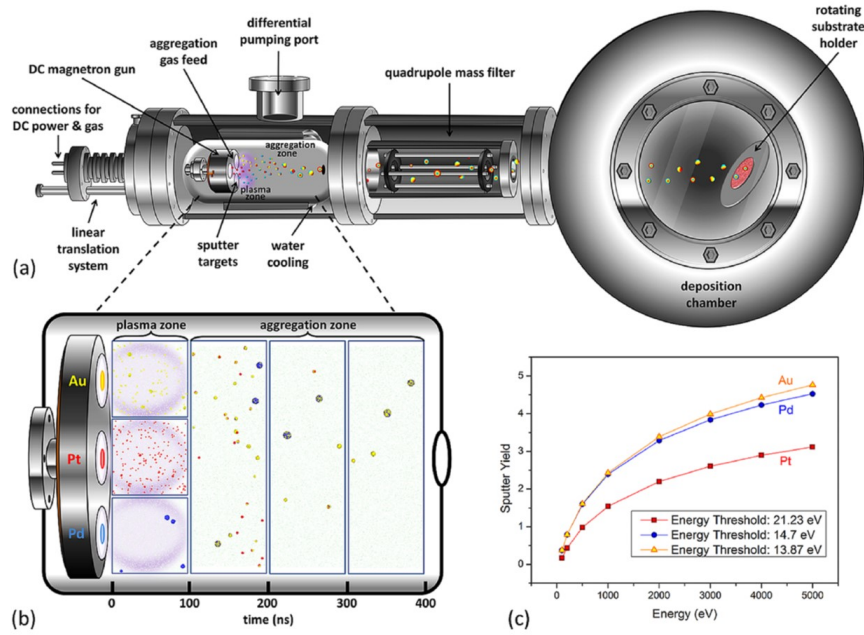 differential
pumping port
aggregation
gas feed
DC magnetron gun
connections for
DC power & gas
quadrupole mass filter
rotating
substrate
holder
aggregation
zone
plasma
zone
linear
translation
system
sputter
targets
water
cooling
deposition
chamber
(a)
plasma zone
aggregation zone
Au
Pt
Pd
0
100
200
300
400
time (ns)
(b)
5
4
3
2
1
0
Sputter Yield
Au
Pd
Pt
Energy Threshold: 21.23 eV
Energy Threshold: 14.7 eV
Energy Threshold: 13.87 eV
0
1000
2000
3000
4000
5000
Energy (eV)
(c)